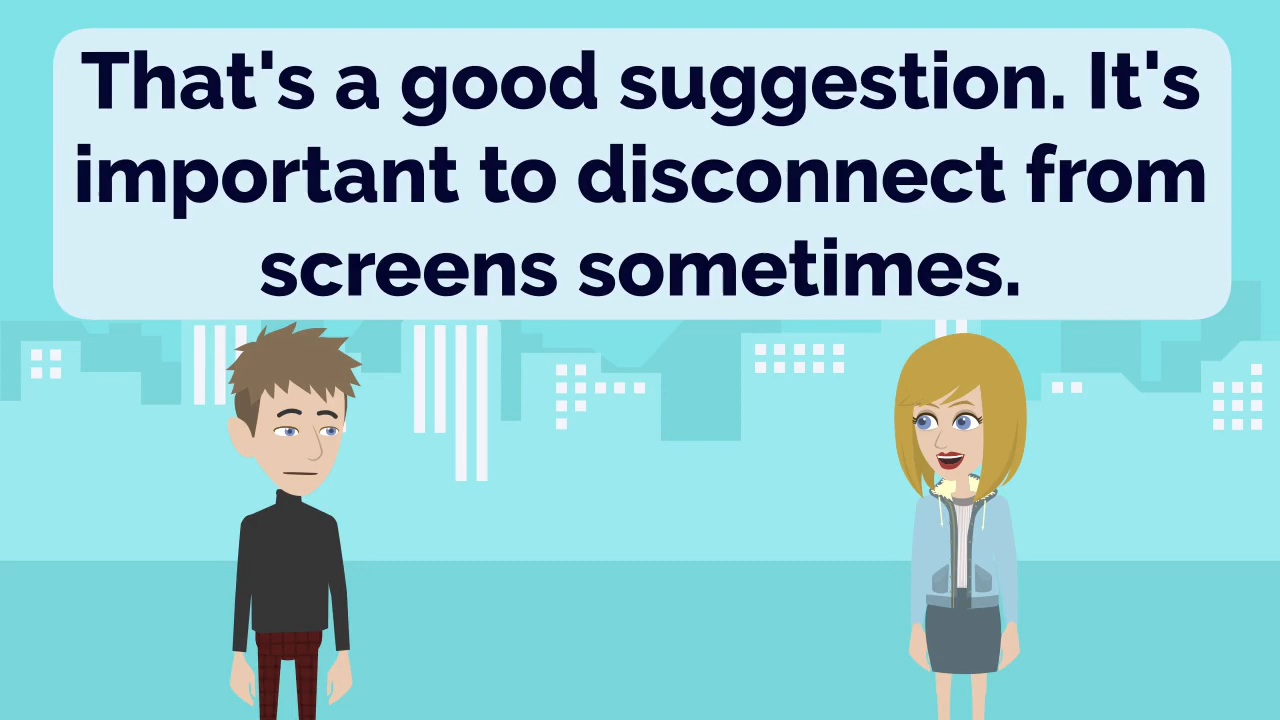 That's a good suggestion. It's
important to disconnect from
screens sometimes.